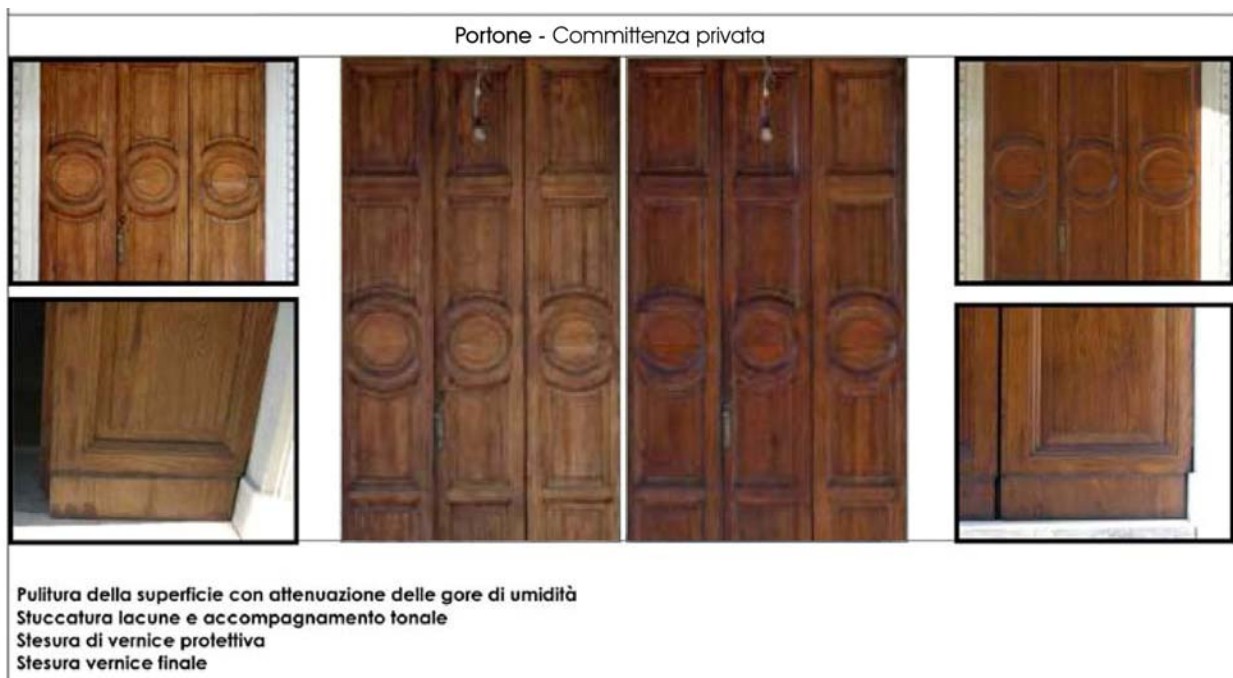 Portone - Committenza privata
Pulitura della superficie con attenuazione delle gore di umidità
Stuccatura lacune e accompagnamento tonale
Stesura di vernice protettiva
Stesura vernice finale